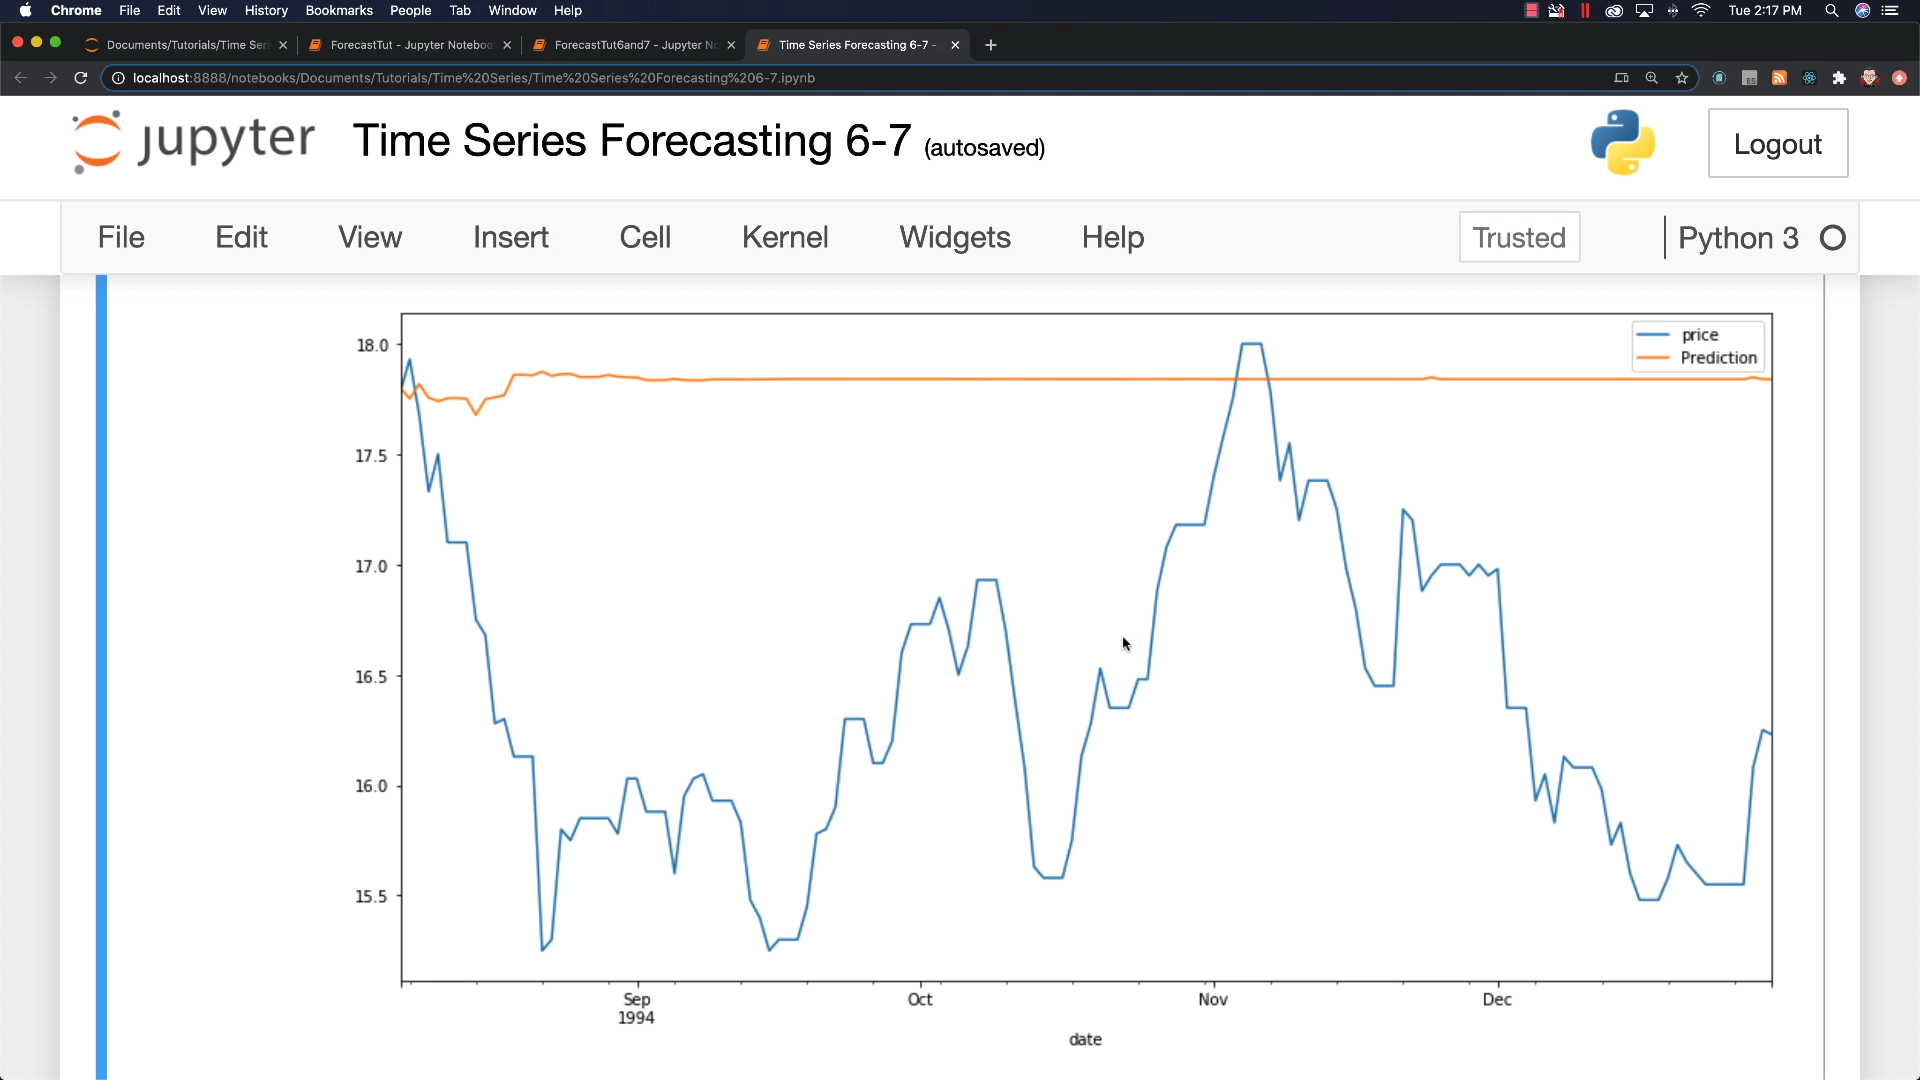 Chrome File Edit View History Bookmarks People Tab Window Help Tue 2:17 PM
Documents/Tutorials/Time Seri ForecastTut - Jupyter Noteboo ForecastTut6and7 - Jupyter No Time Series Forecasting 6-7 -
localhost:8888/notebooks/Documents/Tutorials/Time%20Series/Time%20Series%20Forecasting%206-7.ipynb
jupyter Time Series Forecasting 6-7 (autosaved) Logout
File Edit View Insert Cell Kernel Widgets Help Trusted Python 3
price
Prediction
18.0
17.5
17.0
16.5
16.0
15.5
Sep Oct Nov Dec
1994
date